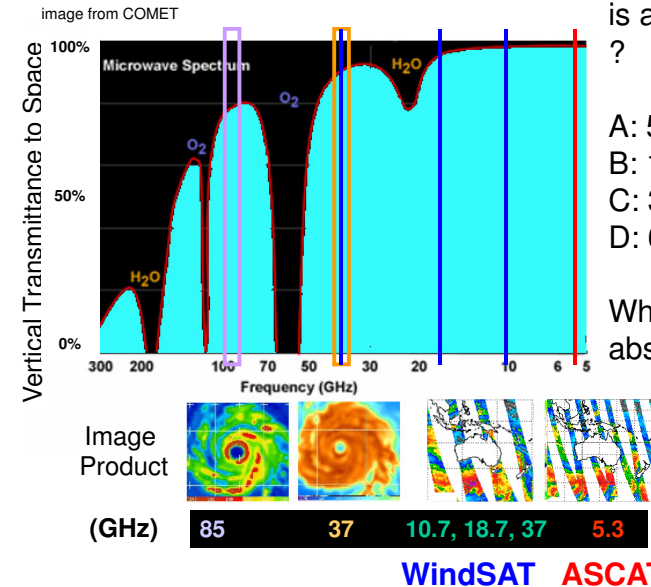 image from COMET
is a
?
A: 5
B:
C: 3
D: 
Wh
abs
Vertical Transmittance to Space
100%
50%
0%
Microwave Spectrum
H₂O
O₂
O₂
H₂O
300 200 100 70 50 30 20 10 6 5
Frequency (GHz)
Image
Product
(GHz) 85 37 10.7, 18.7, 37 5.3
WindSAT ASCAT